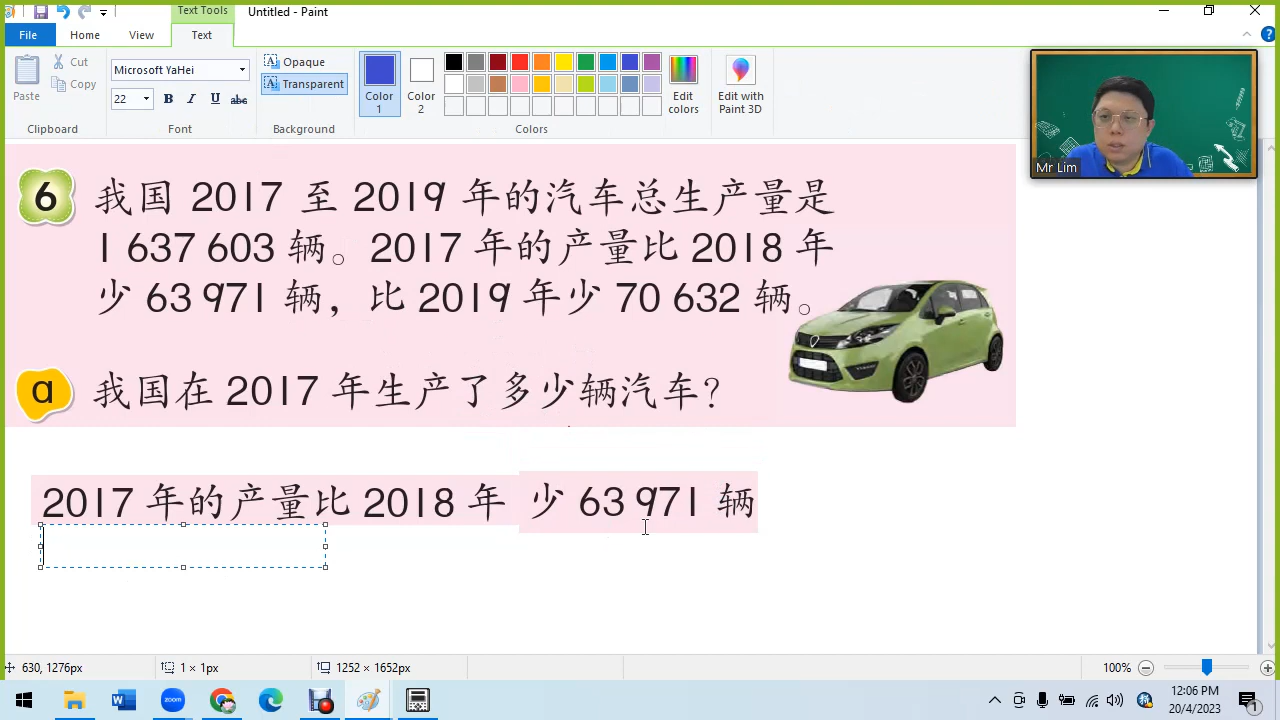 Text Tools
Untitled - Paint
File
Home
View
Text
Paste
Cut
Copy
Clipboard
Microsoft YaHei
22
B
I
U
abc
Font
Opaque
Transparent
Background
Color 1
Color 2
Edit colors
Colors
Edit with Paint 3D
Mr Lim
6
我国 2017 至 2019 年的汽车总生产量是
1 637 603 辆。2017 年的产量比 2018 年
少 63 971 辆，比 2019 年少 70 632 辆。
a
我国在 2017 年生产了多少辆汽车？
2017 年的产量比 2018 年 少 63 971 辆
630, 1276px
1 × 1px
1252 × 1652px
100%
zoom
12:06 PM
20/4/2023
1